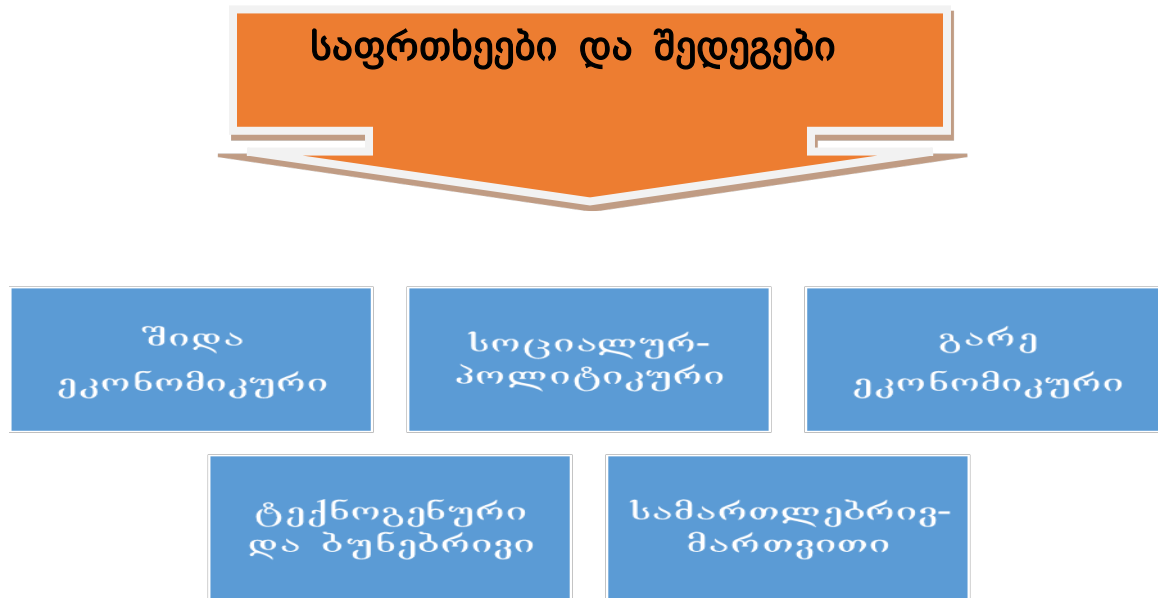 საფრთხეები და შედეგები
შიდა
ეკონომიკური
სოციალურ-
პოლიტიკური
გარე
ეკონომიკური
ტექნოგენური
და ბუნებრივი
სამართლებრივ-
მართვითი